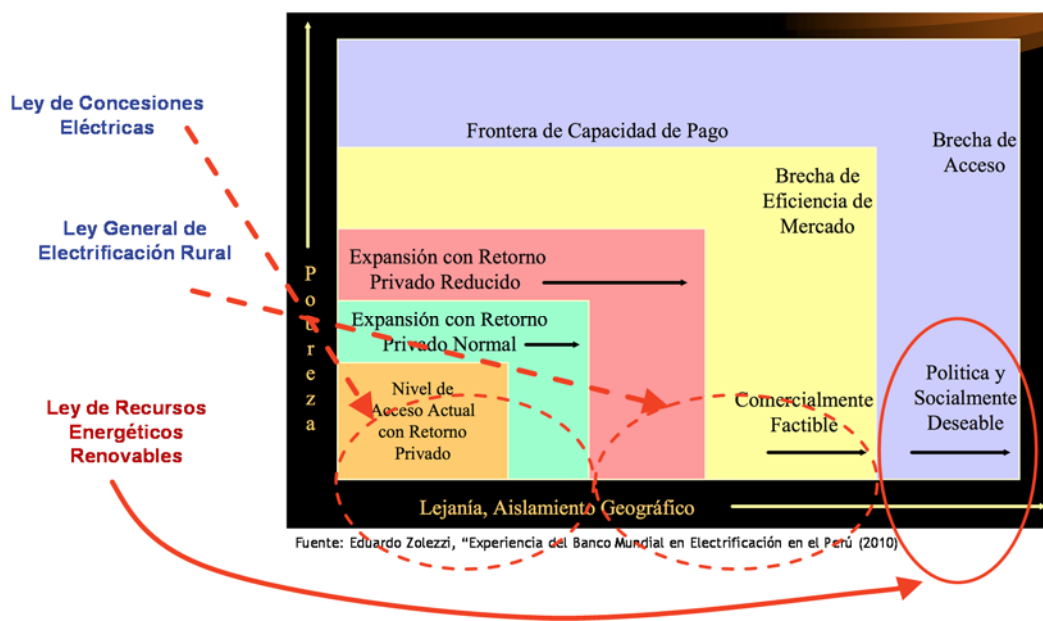 Ley de Concesiones
Eléctricas
Ley General de
Electrificación Rural
Ley de Recursos
Energéticos
Renovables
Pobreza
Frontera de Capacidad de Pago
Brecha de
Acceso
Brecha de
Eficiencia de
Mercado
Expansión con Retorno
Privado Reducido
Expansión con Retorno
Privado Normal
Nivel de
Acceso Actual
con Retorno
Privado
Comercialmente
Factible
Politica y
Socialmente
Deseable
Lejanía, Aislamiento Geográfico
Fuente: Eduardo Zolezzi, “Experiencia del Banco Mundial en Electrificación en el Perú (2010)